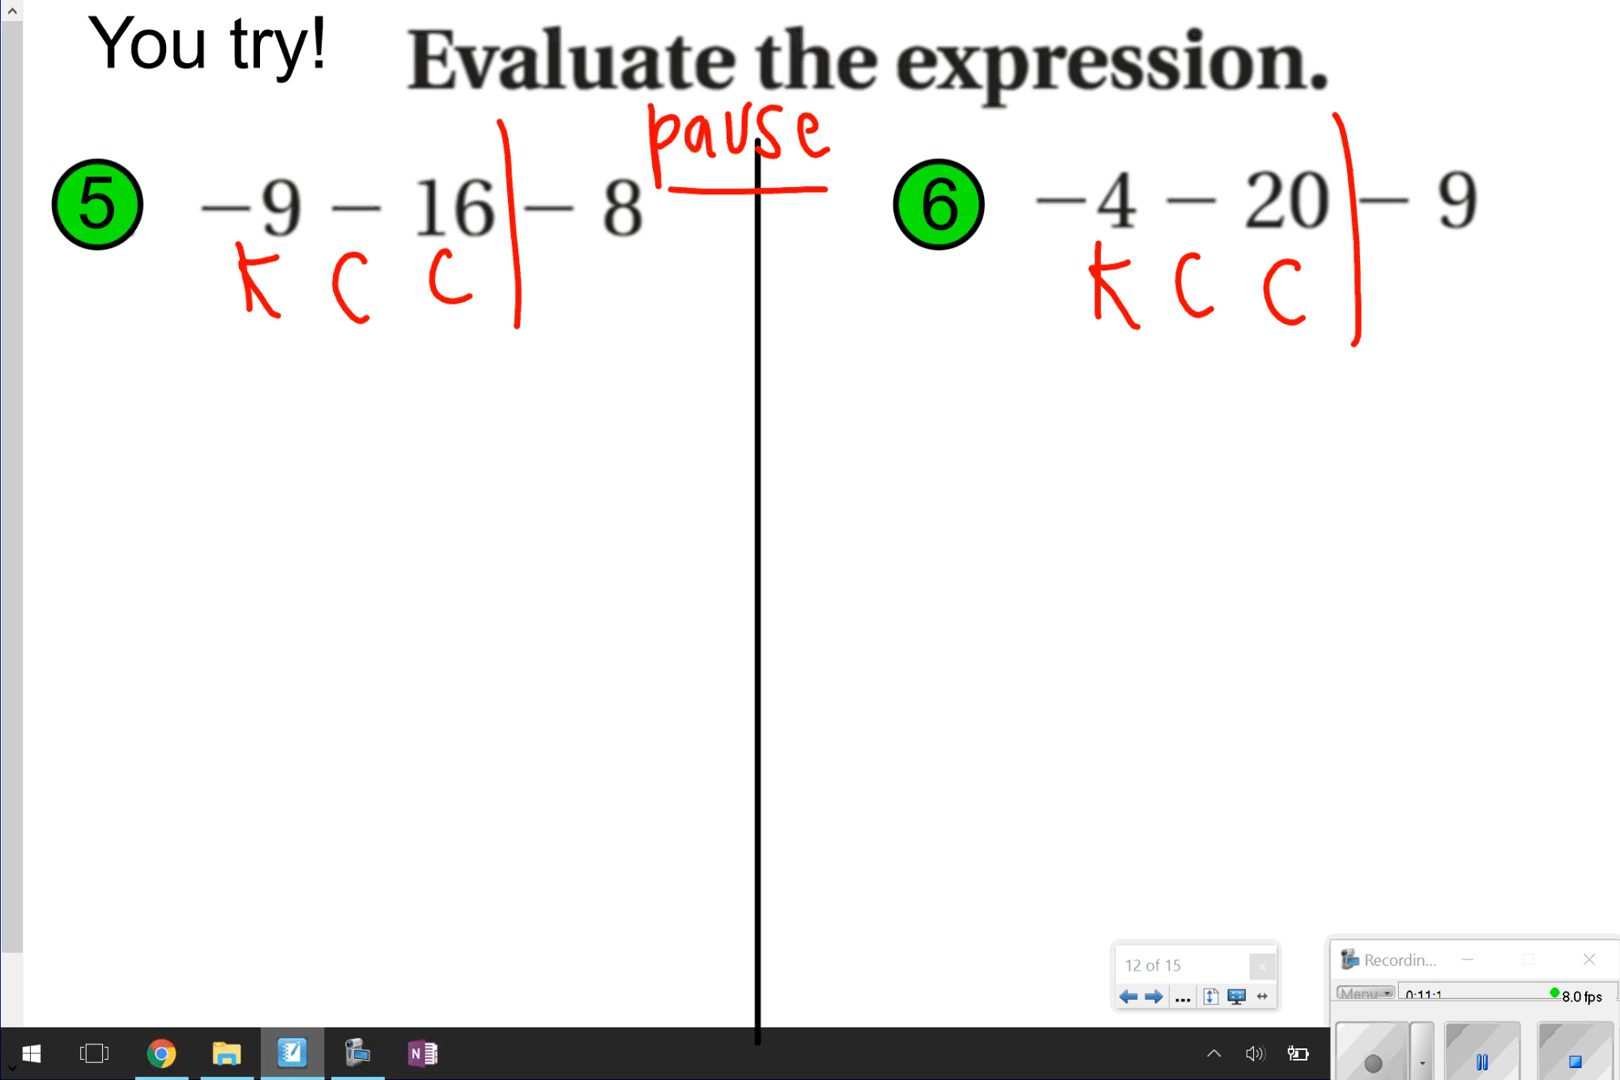 You try! Evaluate the expression.
pause
5 −9 − 16 − 8
K C C
6 −4 − 20 − 9
K C C
12 of 15
...
Recordin...
Menu 0:11:1 8.0 fps
N